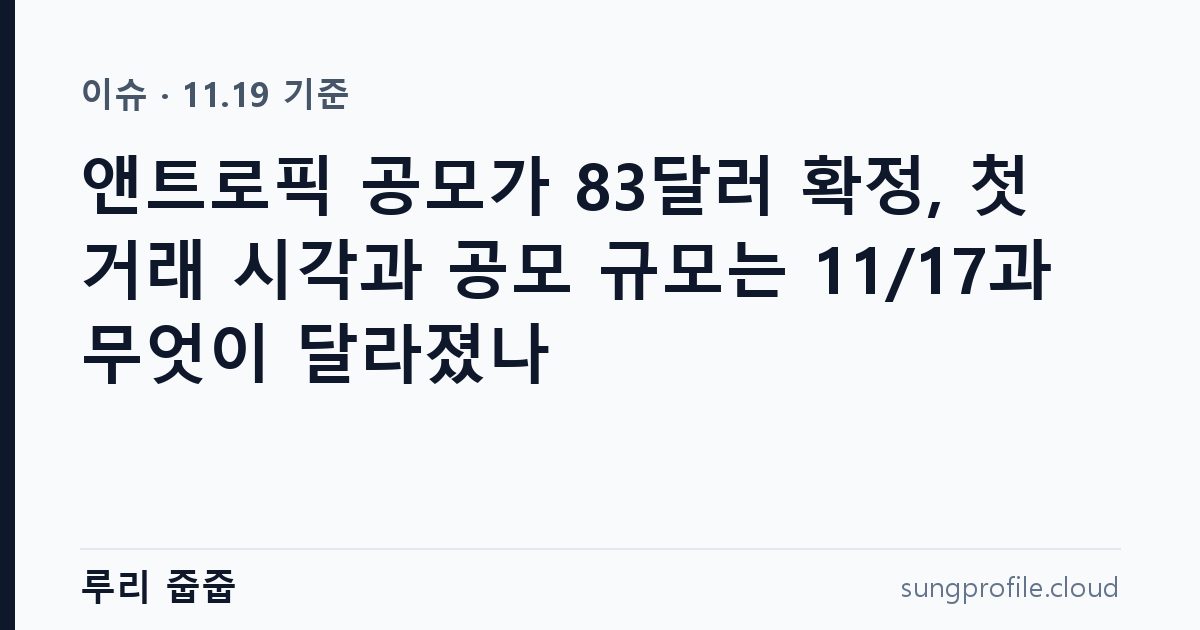 이슈 · 11.19 기준
앤트로픽 공모가 83달러 확정, 첫
거래 시각과 공모 규모는 11/17과
무엇이 달라졌나
루리 줍줍
sungprofile.cloud